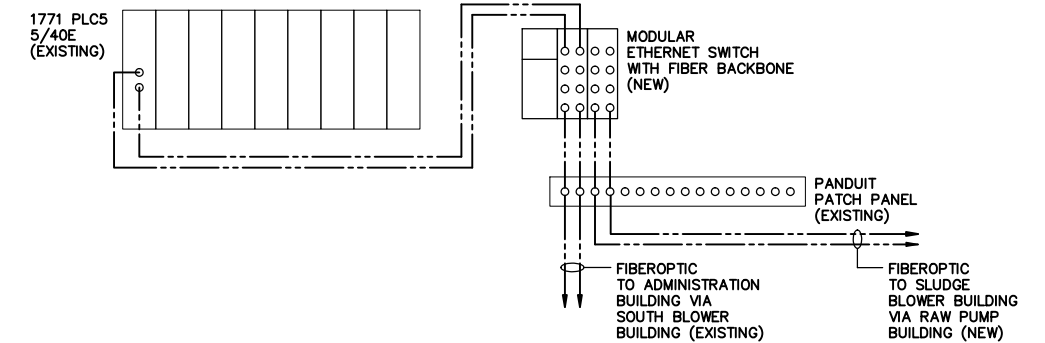 1771 PLC5
5/40E
(EXISTING)
MODULAR
ETHERNET SWITCH
WITH FIBER BACKBONE
(NEW)
PANDUIT
PATCH PANEL
(EXISTING)
FIBEROPTIC
TO ADMINISTRATION
BUILDING VIA
SOUTH BLOWER
BUILDING (EXISTING)
FIBEROPTIC
TO SLUDGE
BLOWER BUILDING
VIA RAW PUMP
BUILDING (NEW)